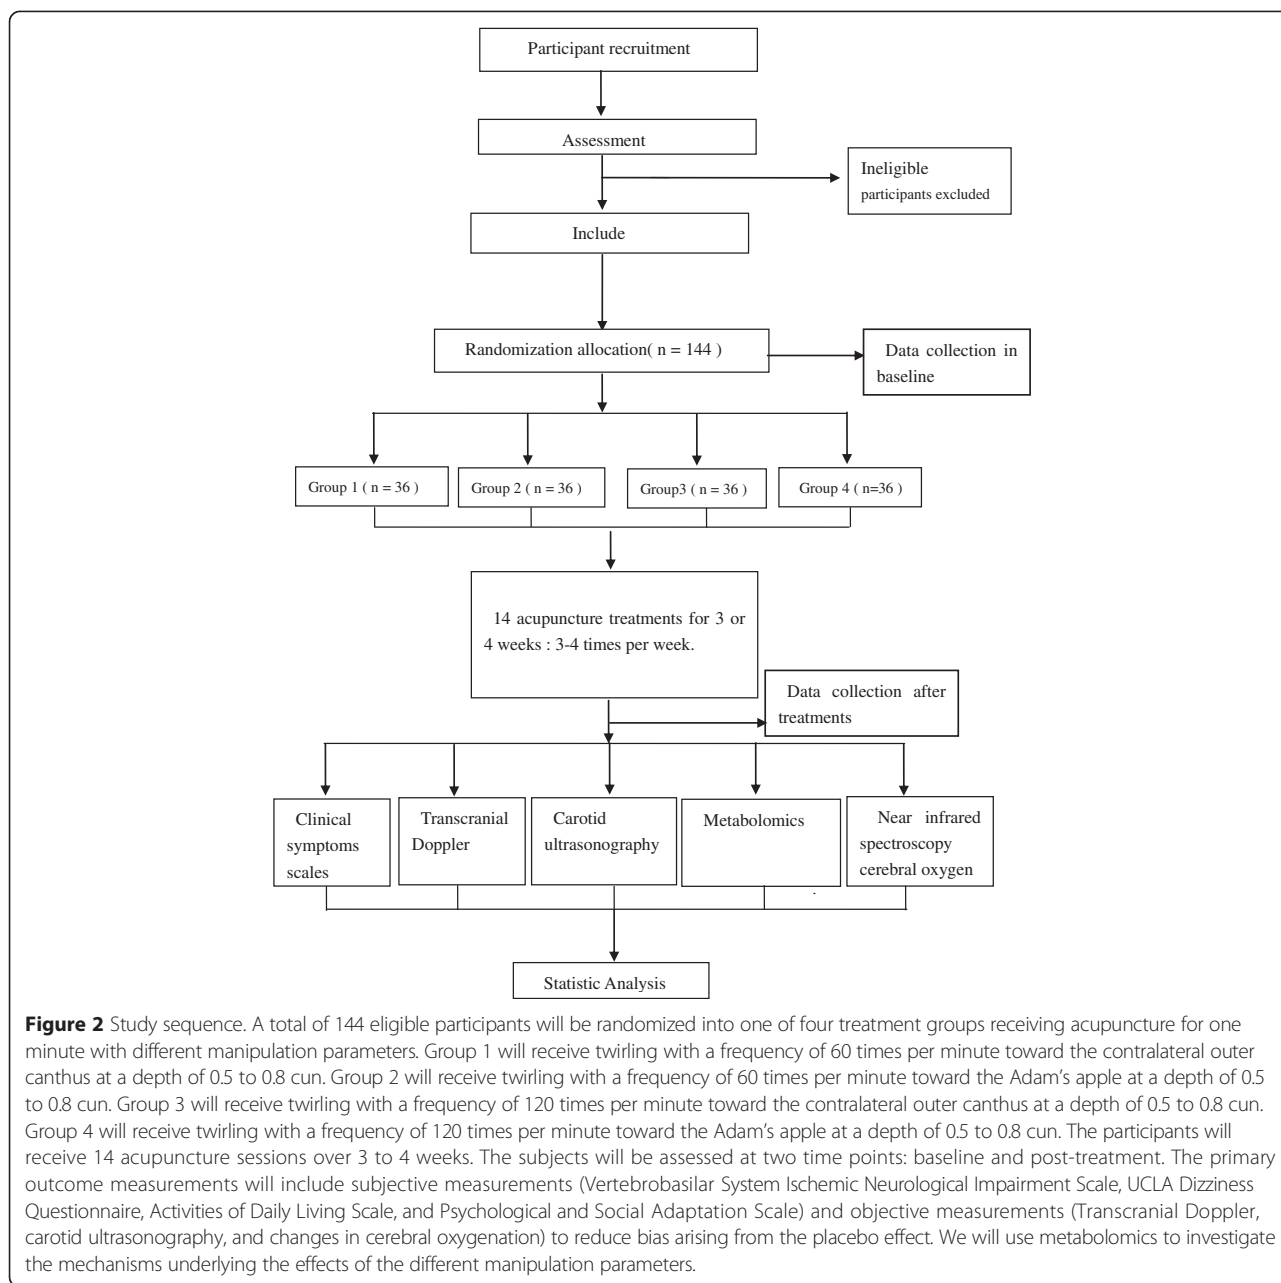 Participant recruitment
Assessment
Ineligible
participants excluded
Include
Randomization allocation( n = 144 )
Data collection in
baseline
Group 1 ( n = 36 )
Group 2 ( n = 36 )
Group3 ( n = 36 )
Group 4 ( n=36 )
14 acupuncture treatments for 3 or
4 weeks : 3-4 times per week.
Data collection after
treatments
Clinical
symptoms
scales
Transcranial
Doppler
Carotid
ultrasonography
Metabolomics
Near infrared
spectroscopy
cerebral oxygen
Statistic Analysis
Figure 2 Study sequence. A total of 144 eligible participants will be randomized into one of four treatment groups receiving acupuncture for one
minute with different manipulation parameters. Group 1 will receive twirling with a frequency of 60 times per minute toward the contralateral outer
canthus at a depth of 0.5 to 0.8 cun. Group 2 will receive twirling with a frequency of 60 times per minute toward the Adam's apple at a depth of 0.5
to 0.8 cun. Group 3 will receive twirling with a frequency of 120 times per minute toward the contralateral outer canthus at a depth of 0.5 to 0.8 cun.
Group 4 will receive twirling with a frequency of 120 times per minute toward the Adam's apple at a depth of 0.5 to 0.8 cun. The participants will
receive 14 acupuncture sessions over 3 to 4 weeks. The subjects will be assessed at two time points: baseline and post-treatment. The primary
outcome measurements will include subjective measurements (Vertebrobasilar System Ischemic Neurological Impairment Scale, UCLA Dizziness
Questionnaire, Activities of Daily Living Scale, and Psychological and Social Adaptation Scale) and objective measurements (Transcranial Doppler,
carotid ultrasonography, and changes in cerebral oxygenation) to reduce bias arising from the placebo effect. We will use metabolomics to investigate
the mechanisms underlying the effects of the different manipulation parameters.